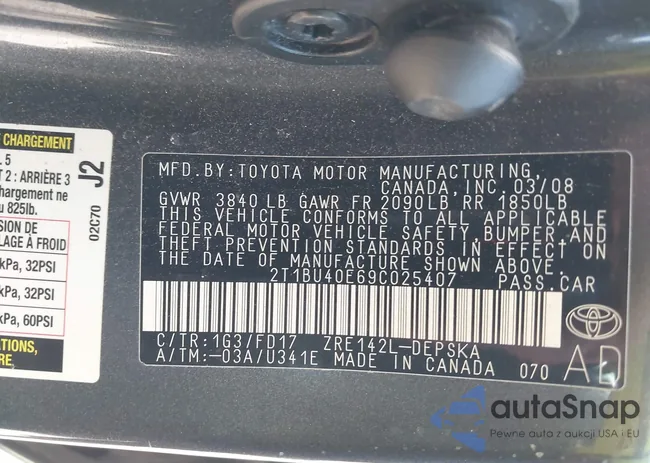 CHARGEMENT
. 5
T 2 : ARRIÈRE 3
chargement ne
u 825lb.
RSION DE
LAGE À FROID
kPa, 32PSI
kPa, 32PSI
kPa, 60PSI
TIONS,
RE.
J2
02C70
MFD. BY: TOYOTA MOTOR MANUFACTURING,
CANADA, INC. 03/08
GVWR 3840 LB GAWR FR 2090LB RR 1850LB
THIS VEHICLE CONFORMS TO ALL APPLICABLE
FEDERAL MOTOR VEHICLE SAFETY, BUMPER AND
THEFT PREVENTION STANDARDS IN EFFECT ON
THE DATE OF MANUFACTURE SHOWN ABOVE.
2T1BU40E69C025407 PASS.CAR
C/TR:1G3/FD17 ZRE142L-DEPSKA
A/TM:-03A/U341E MADE IN CANADA 070
AD
autaSnap
Pewne auta z aukcji USA i EU